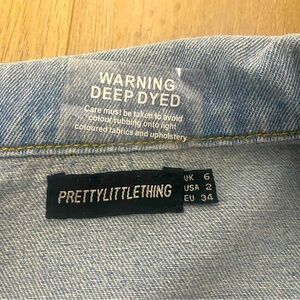 WARNING
DEEP DYED
Care must be taken to avoid
colour rubbing onto light
coloured fabrics and upholstery
PRETTYLITTLETHING
UK 6
USA 2
EU 34